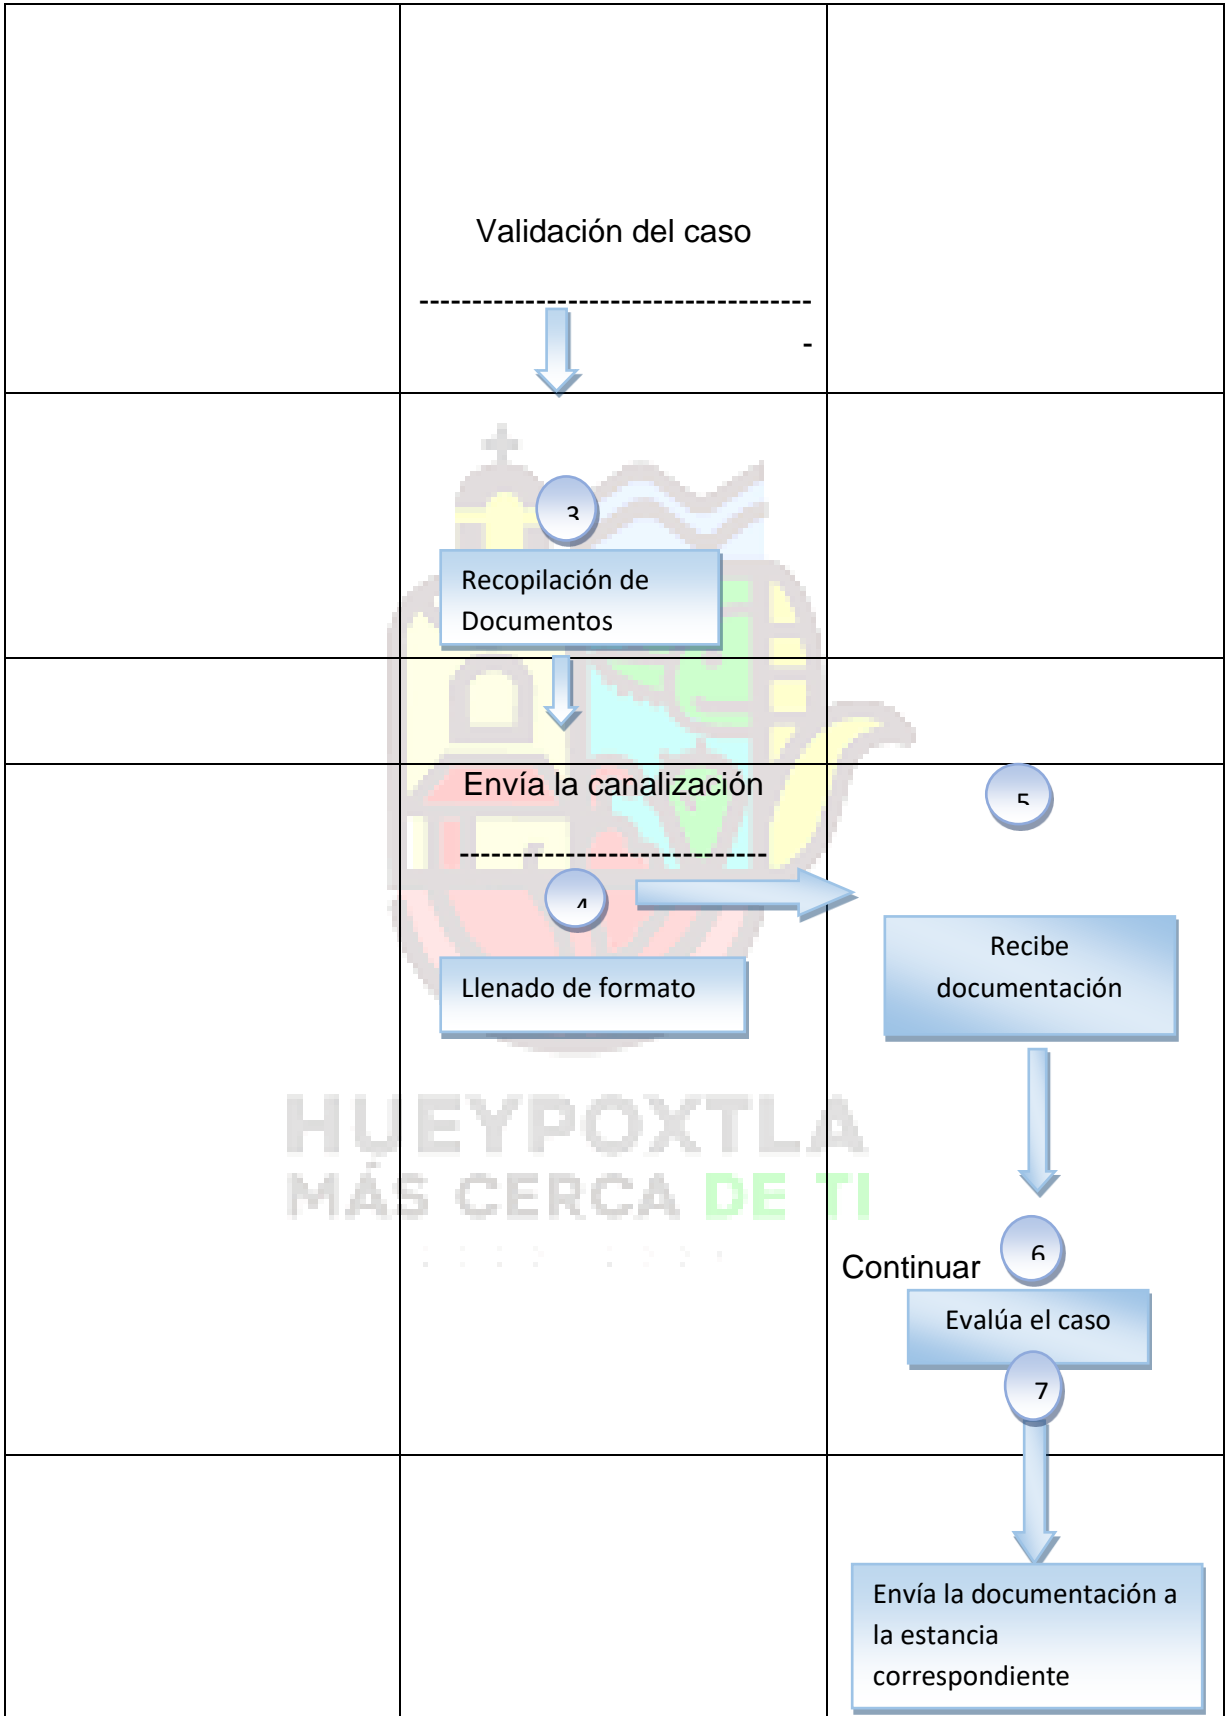 Validación del caso
-------------------------------------
-
3
Recopilación de
Documentos
Envía la canalización
-----------------------------
5
4
Recibe
documentación
Llenado de formato
HUEYPOXTLA
MÁS CERCA DE TI
6
Continuar
Evalúa el caso
7
Envía la documentación a
la estancia
correspondiente